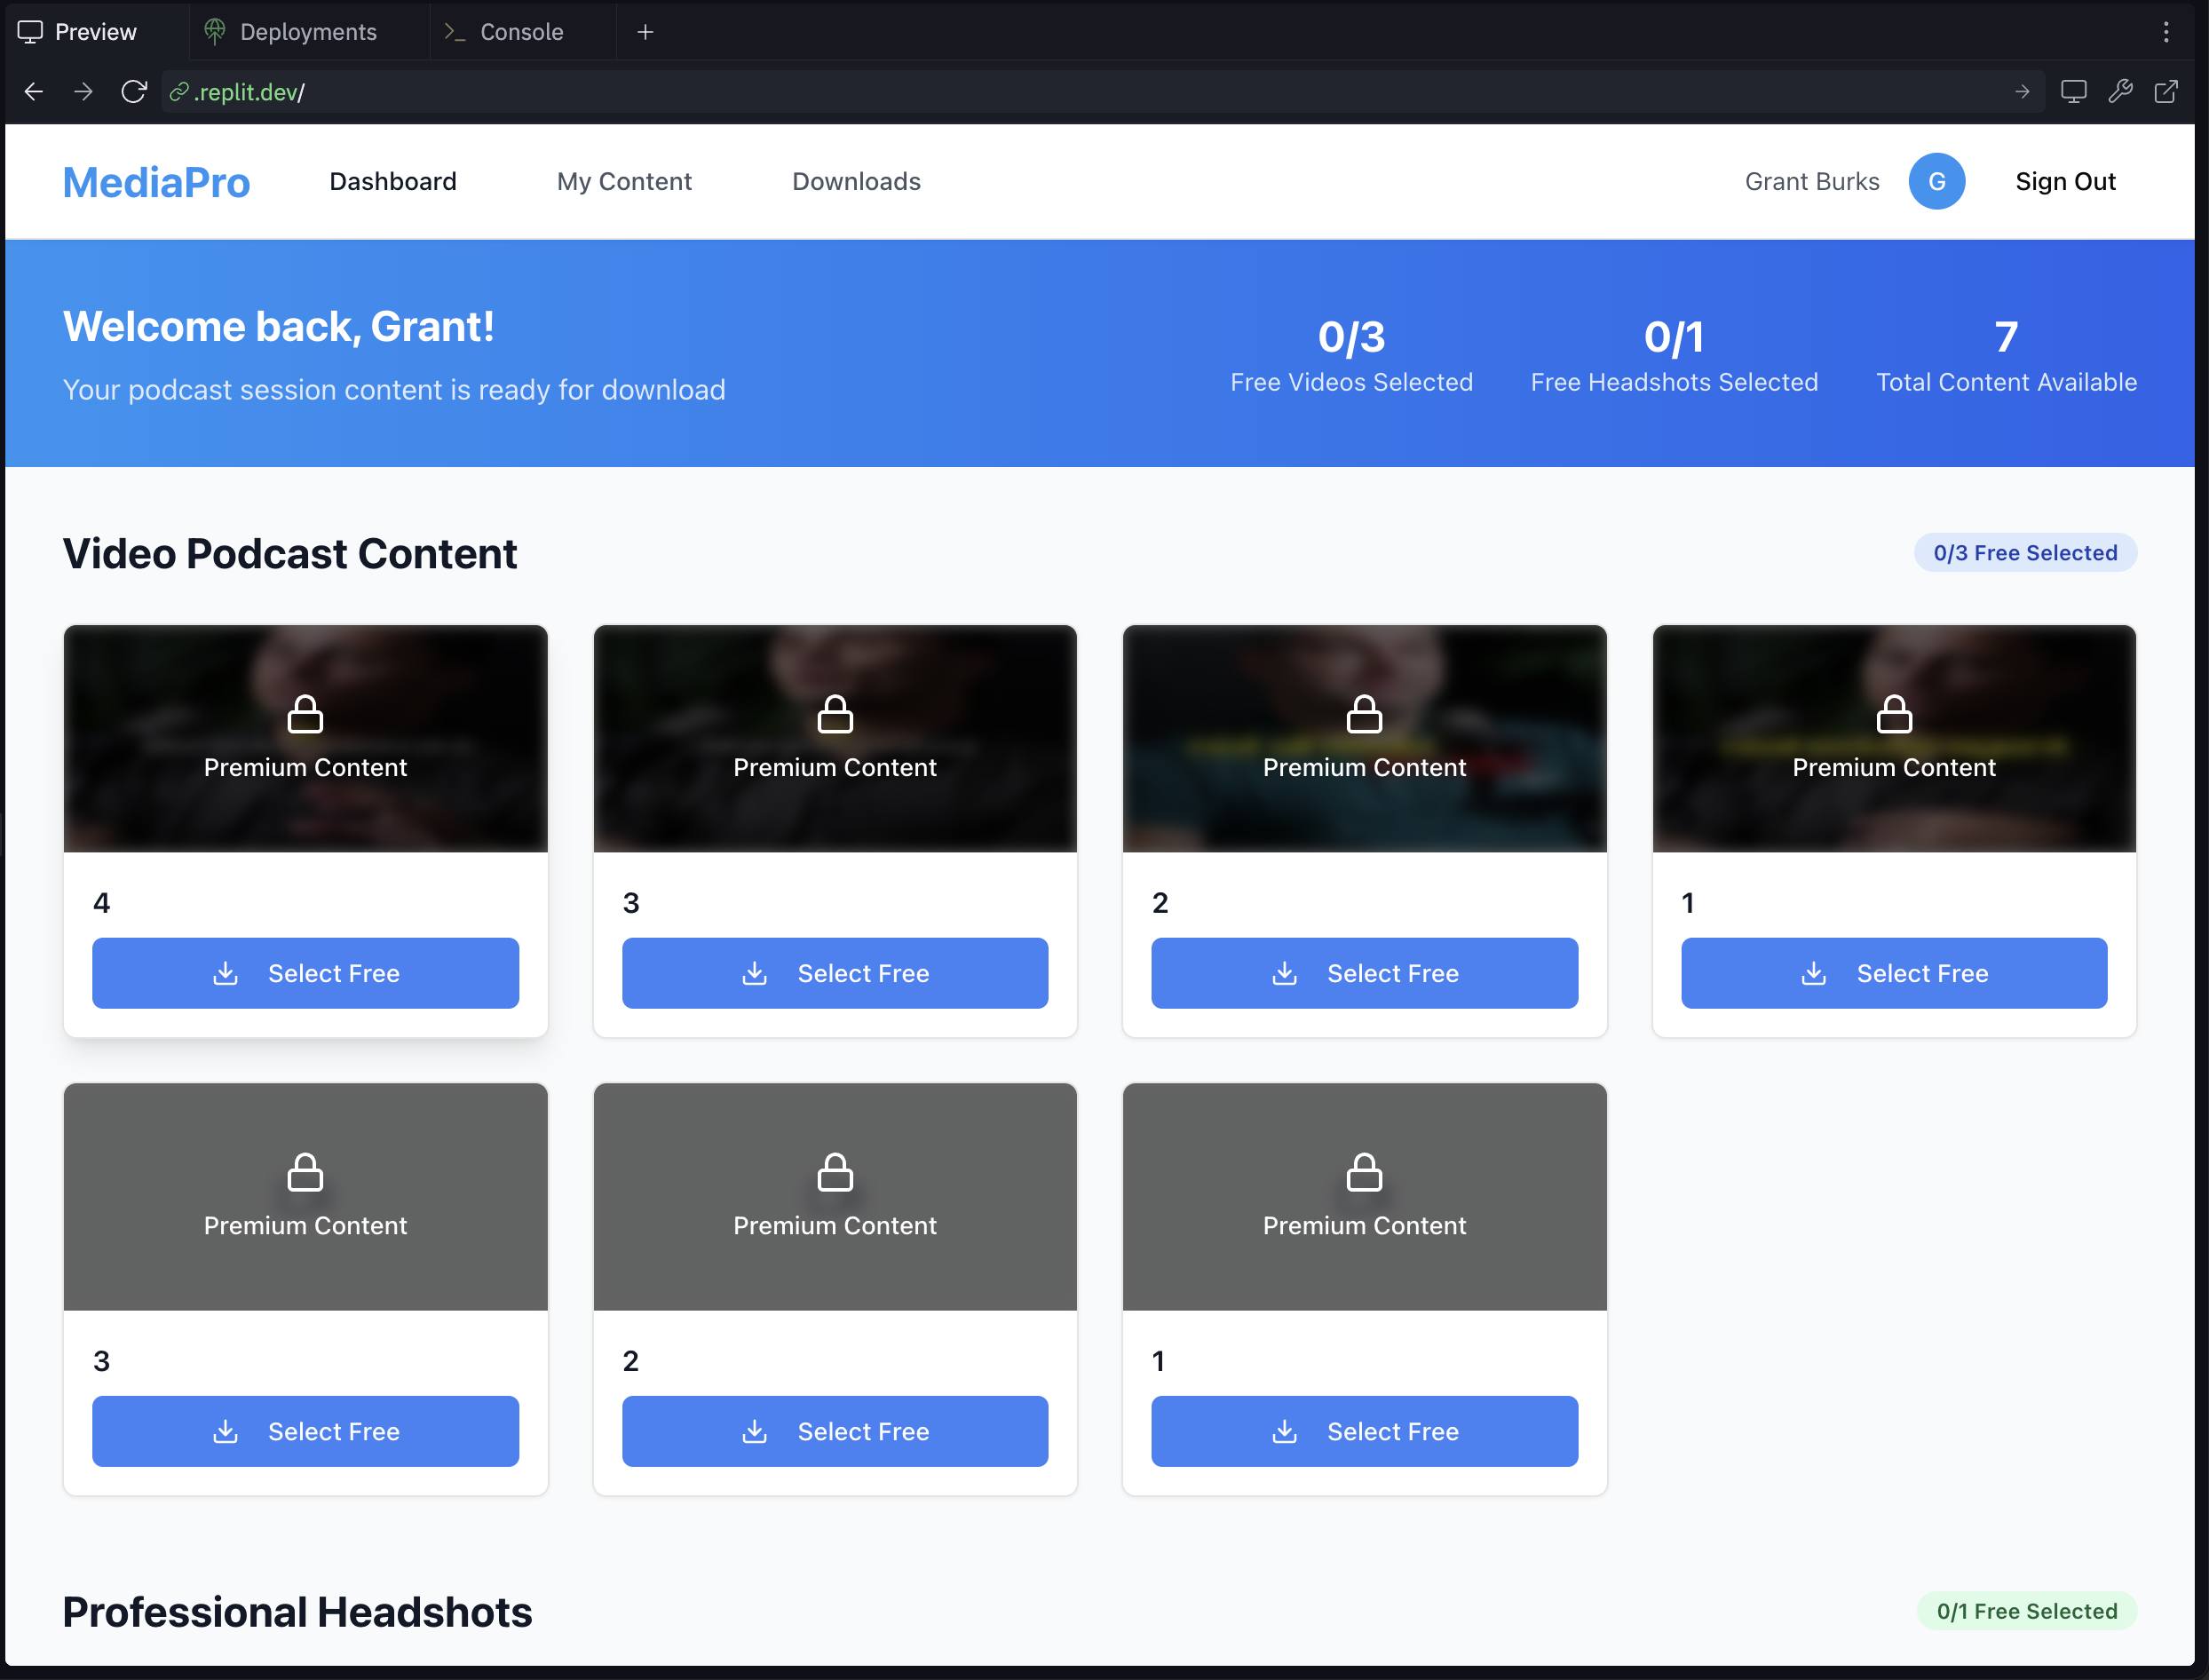 Preview
Deployments
Console
.replit.dev/
MediaPro
Dashboard
My Content
Downloads
Grant Burks
G
Sign Out
Welcome back, Grant!
Your podcast session content is ready for download
0/3
Free Videos Selected
0/1
Free Headshots Selected
7
Total Content Available
Video Podcast Content
0/3 Free Selected
Premium Content
4
Select Free
Premium Content
3
Select Free
Premium Content
2
Select Free
Premium Content
1
Select Free
Premium Content
3
Select Free
Premium Content
2
Select Free
Premium Content
1
Select Free
Professional Headshots
0/1 Free Selected